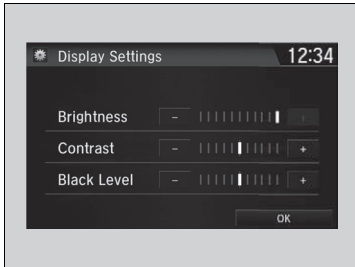 Display Settings 12:34
Brightness - +
Contrast - +
Black Level - +
OK